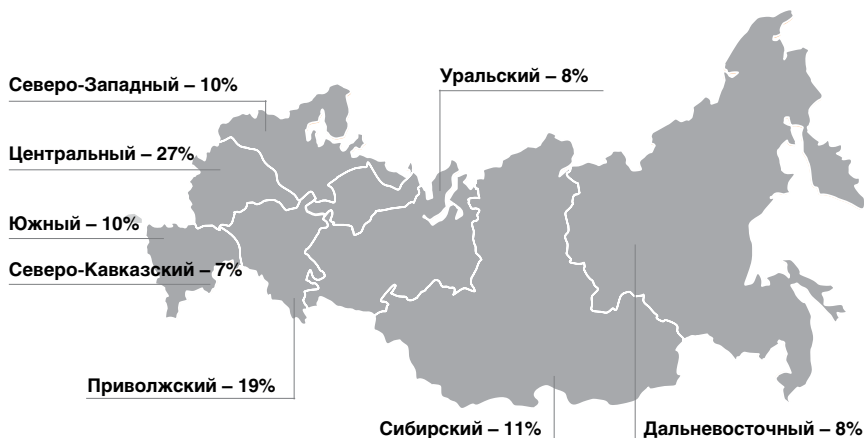 Северо-Западный – 10%
Уральский – 8%
Центральный – 27%
Южный – 10%
Северо-Кавказский – 7%
Приволжский – 19%
Сибирский – 11%
Дальневосточный – 8%